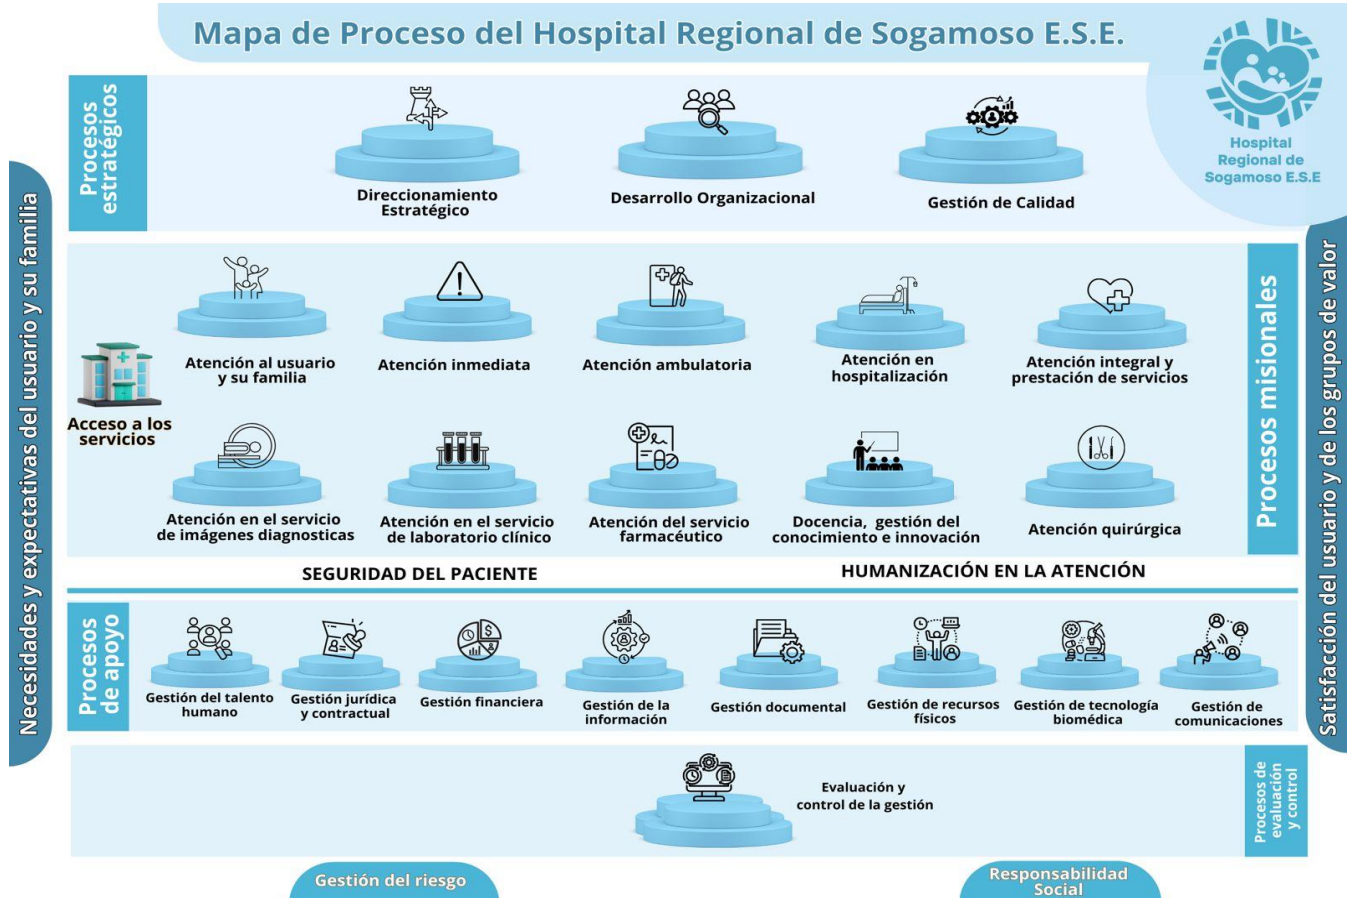 Mapa de Proceso del Hospital Regional de Sogamoso E.S.E.
Hospital
Regional de
Sogamoso E.S.E
Necesidades y expectativas del usuario y su familia
Procesos
estratégicos
Direccionamiento
Estratégico
Desarrollo Organizacional
Gestión de Calidad
Procesos misionales
Acceso a los
servicios
Atención al usuario
y su familia
Atención inmediata
Atención ambulatoria
Atención en
hospitalización
Atención integral y
prestación de servicios
Atención en el servicio
de imágenes diagnosticas
Atención en el servicio
de laboratorio clínico
Atención del servicio
farmacéutico
Docencia, gestión del
conocimiento e innovación
Atención quirúrgica
SEGURIDAD DEL PACIENTE
HUMANIZACIÓN EN LA ATENCIÓN
Procesos
de apoyo
Gestión del talento
humano
Gestión jurídica
y contractual
Gestión financiera
Gestión de la
información
Gestión documental
Gestión de recursos
físicos
Gestión de tecnología
biomédica
Gestión de
comunicaciones
Evaluación y
control de la gestión
Procesos de
evaluación
y control
Satisfacción del usuario y de los grupos de valor
Gestión del riesgo
Responsabilidad
Social